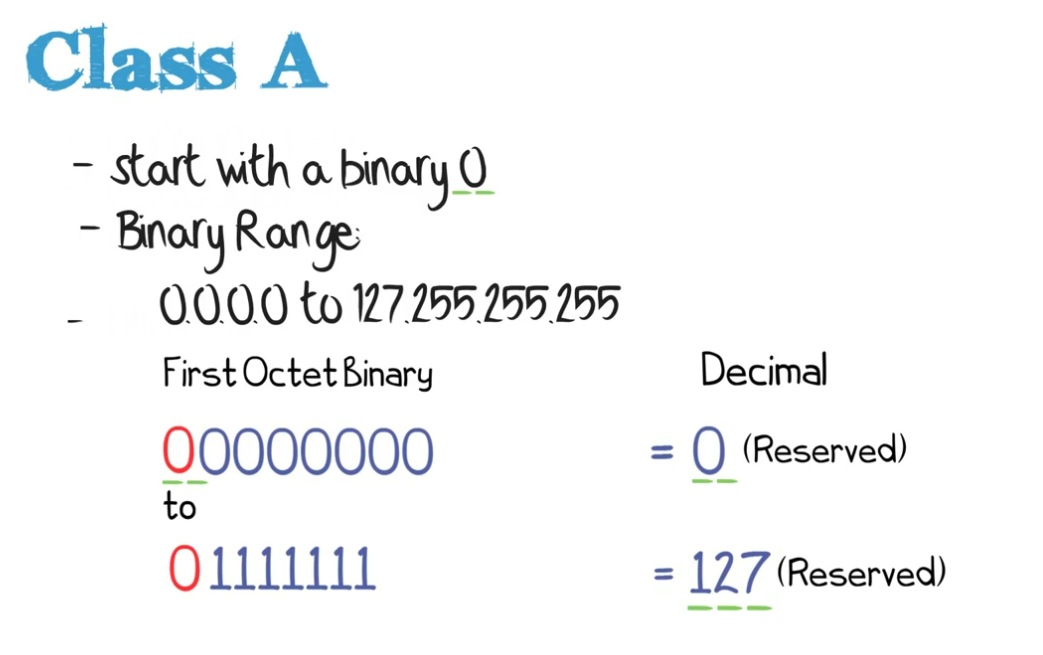 Class A
- start with a binary 0
- Binary Range:
- 0.0.0.0 to 127.255.255.255
First Octet Binary Decimal
00000000 = 0 (Reserved)
to
01111111 = 127 (Reserved)